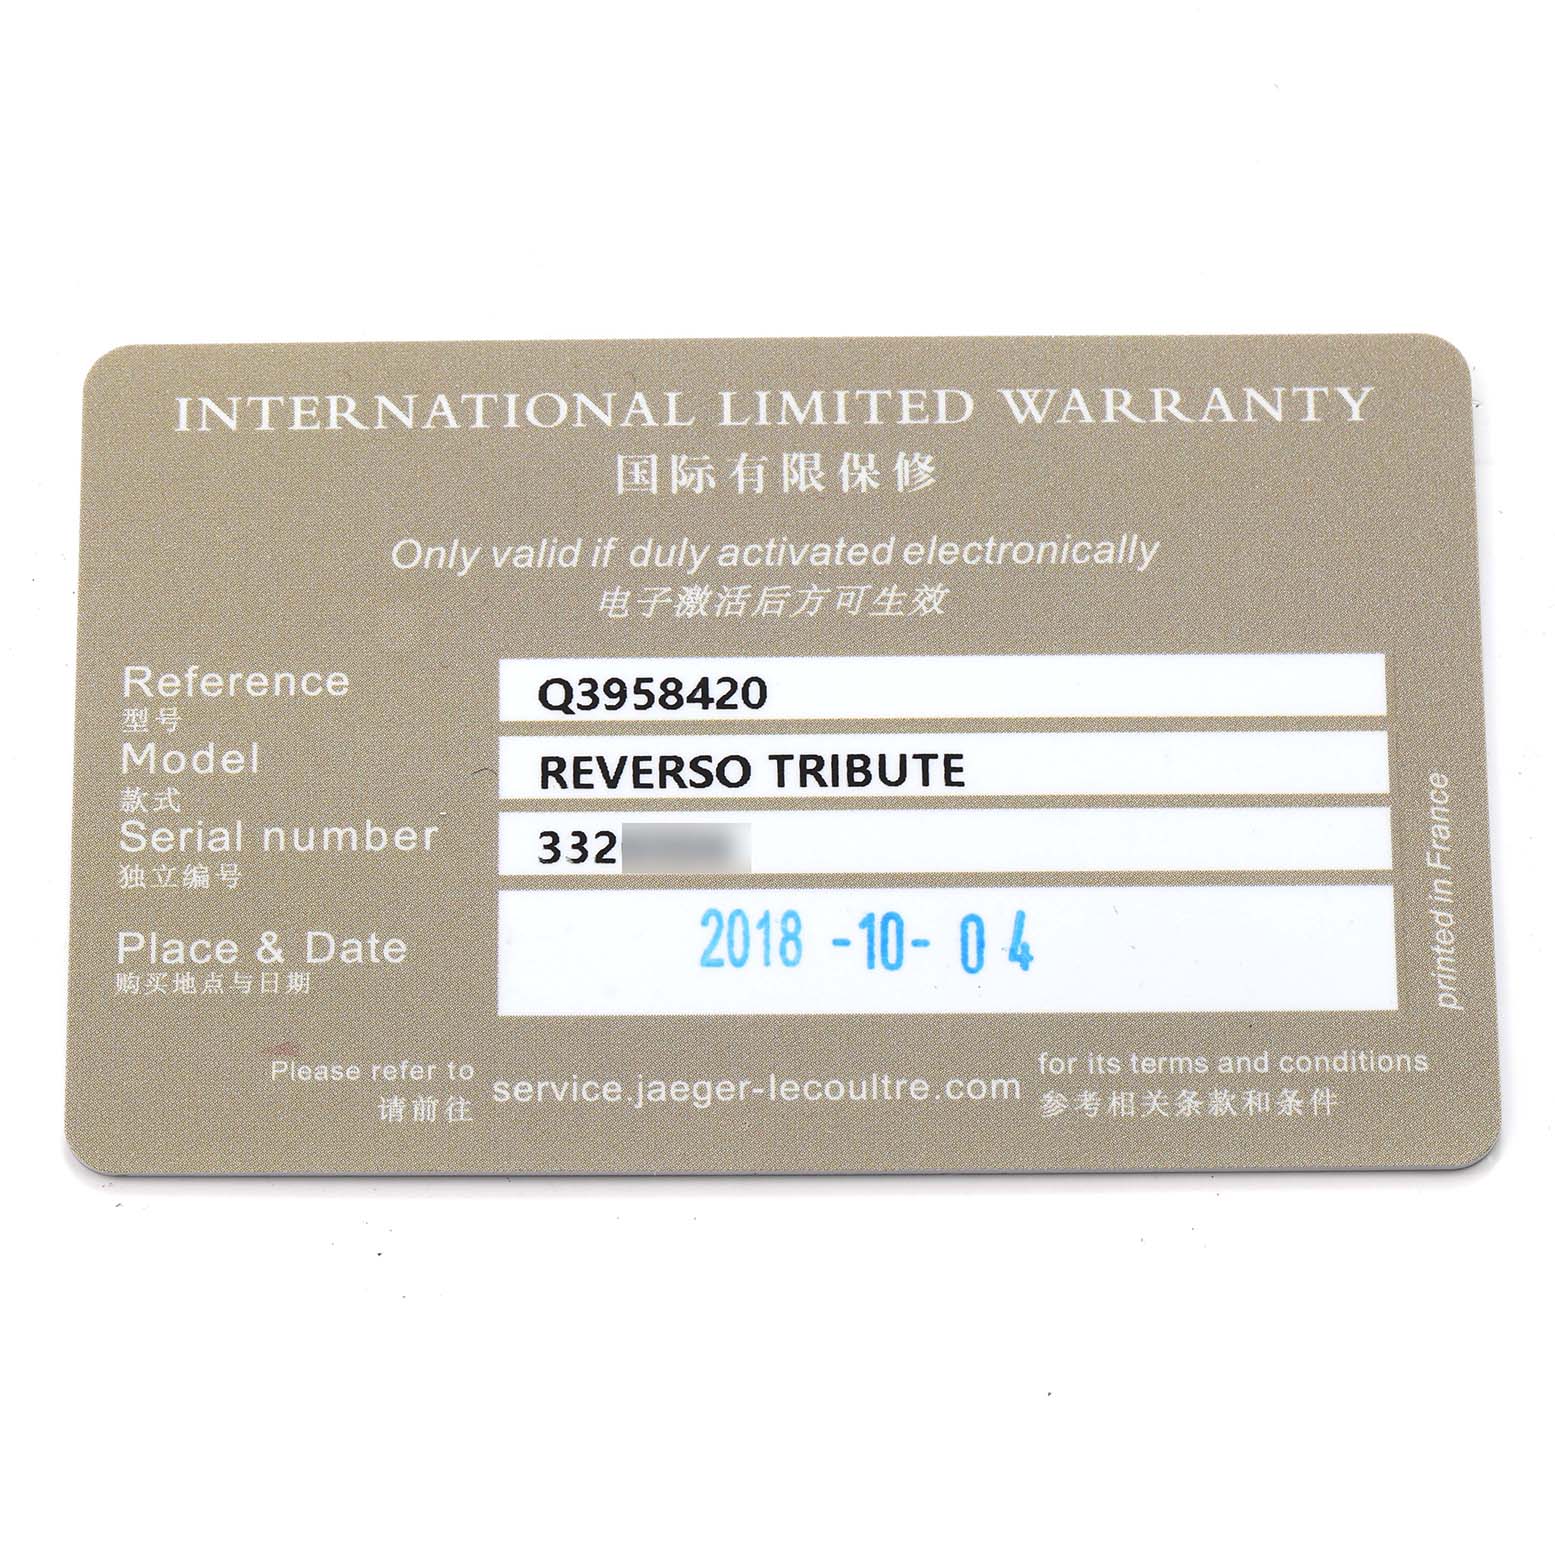 INTERNATIONAL LIMITED WARRANTY
国际有限保修
Only valid if duly activated electronically
电子激活后方可生效
Reference
型号
Q3958420
Model
款式
REVERSO TRIBUTE
Serial number
独立编号
332
Place & Date
购买地点与日期
2018 -10- 04
printed in France
Please refer to
请前往
service.jaeger-lecoultre.com
for its terms and conditions
参考相关条款和条件